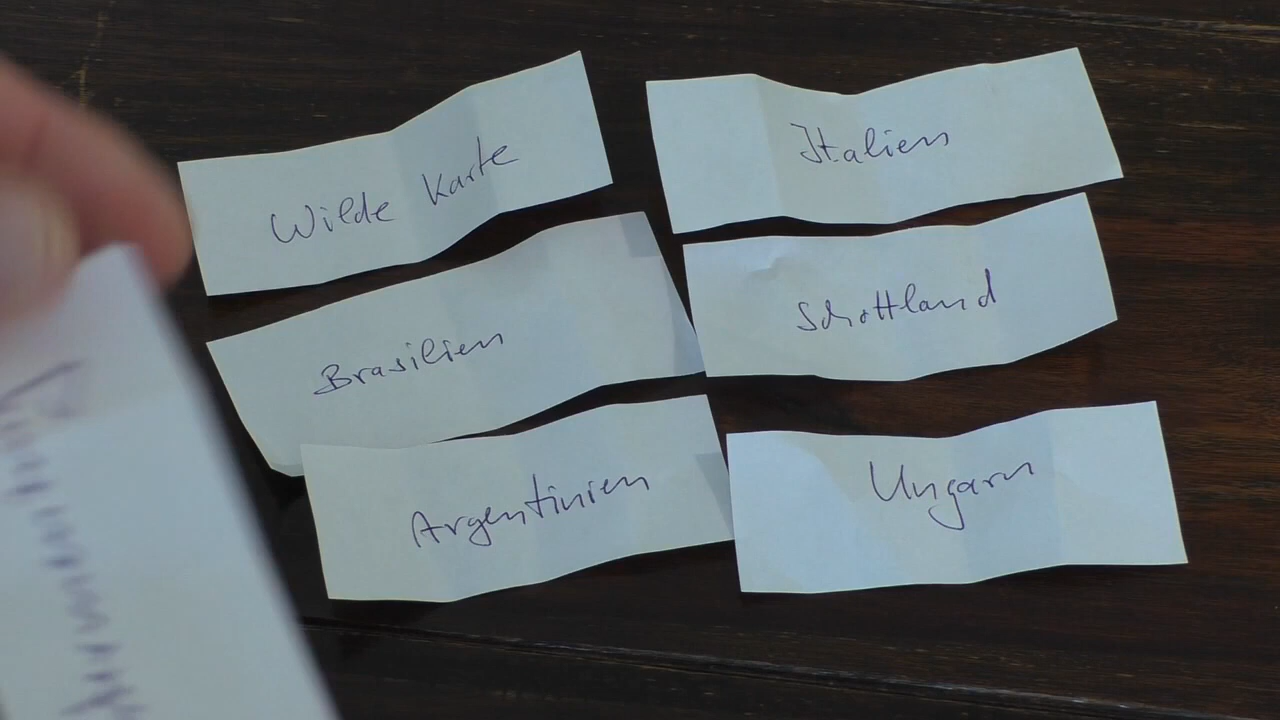 Wilde Karte
Italien
Brasilien
Schottland
Argentinien
Ungarn